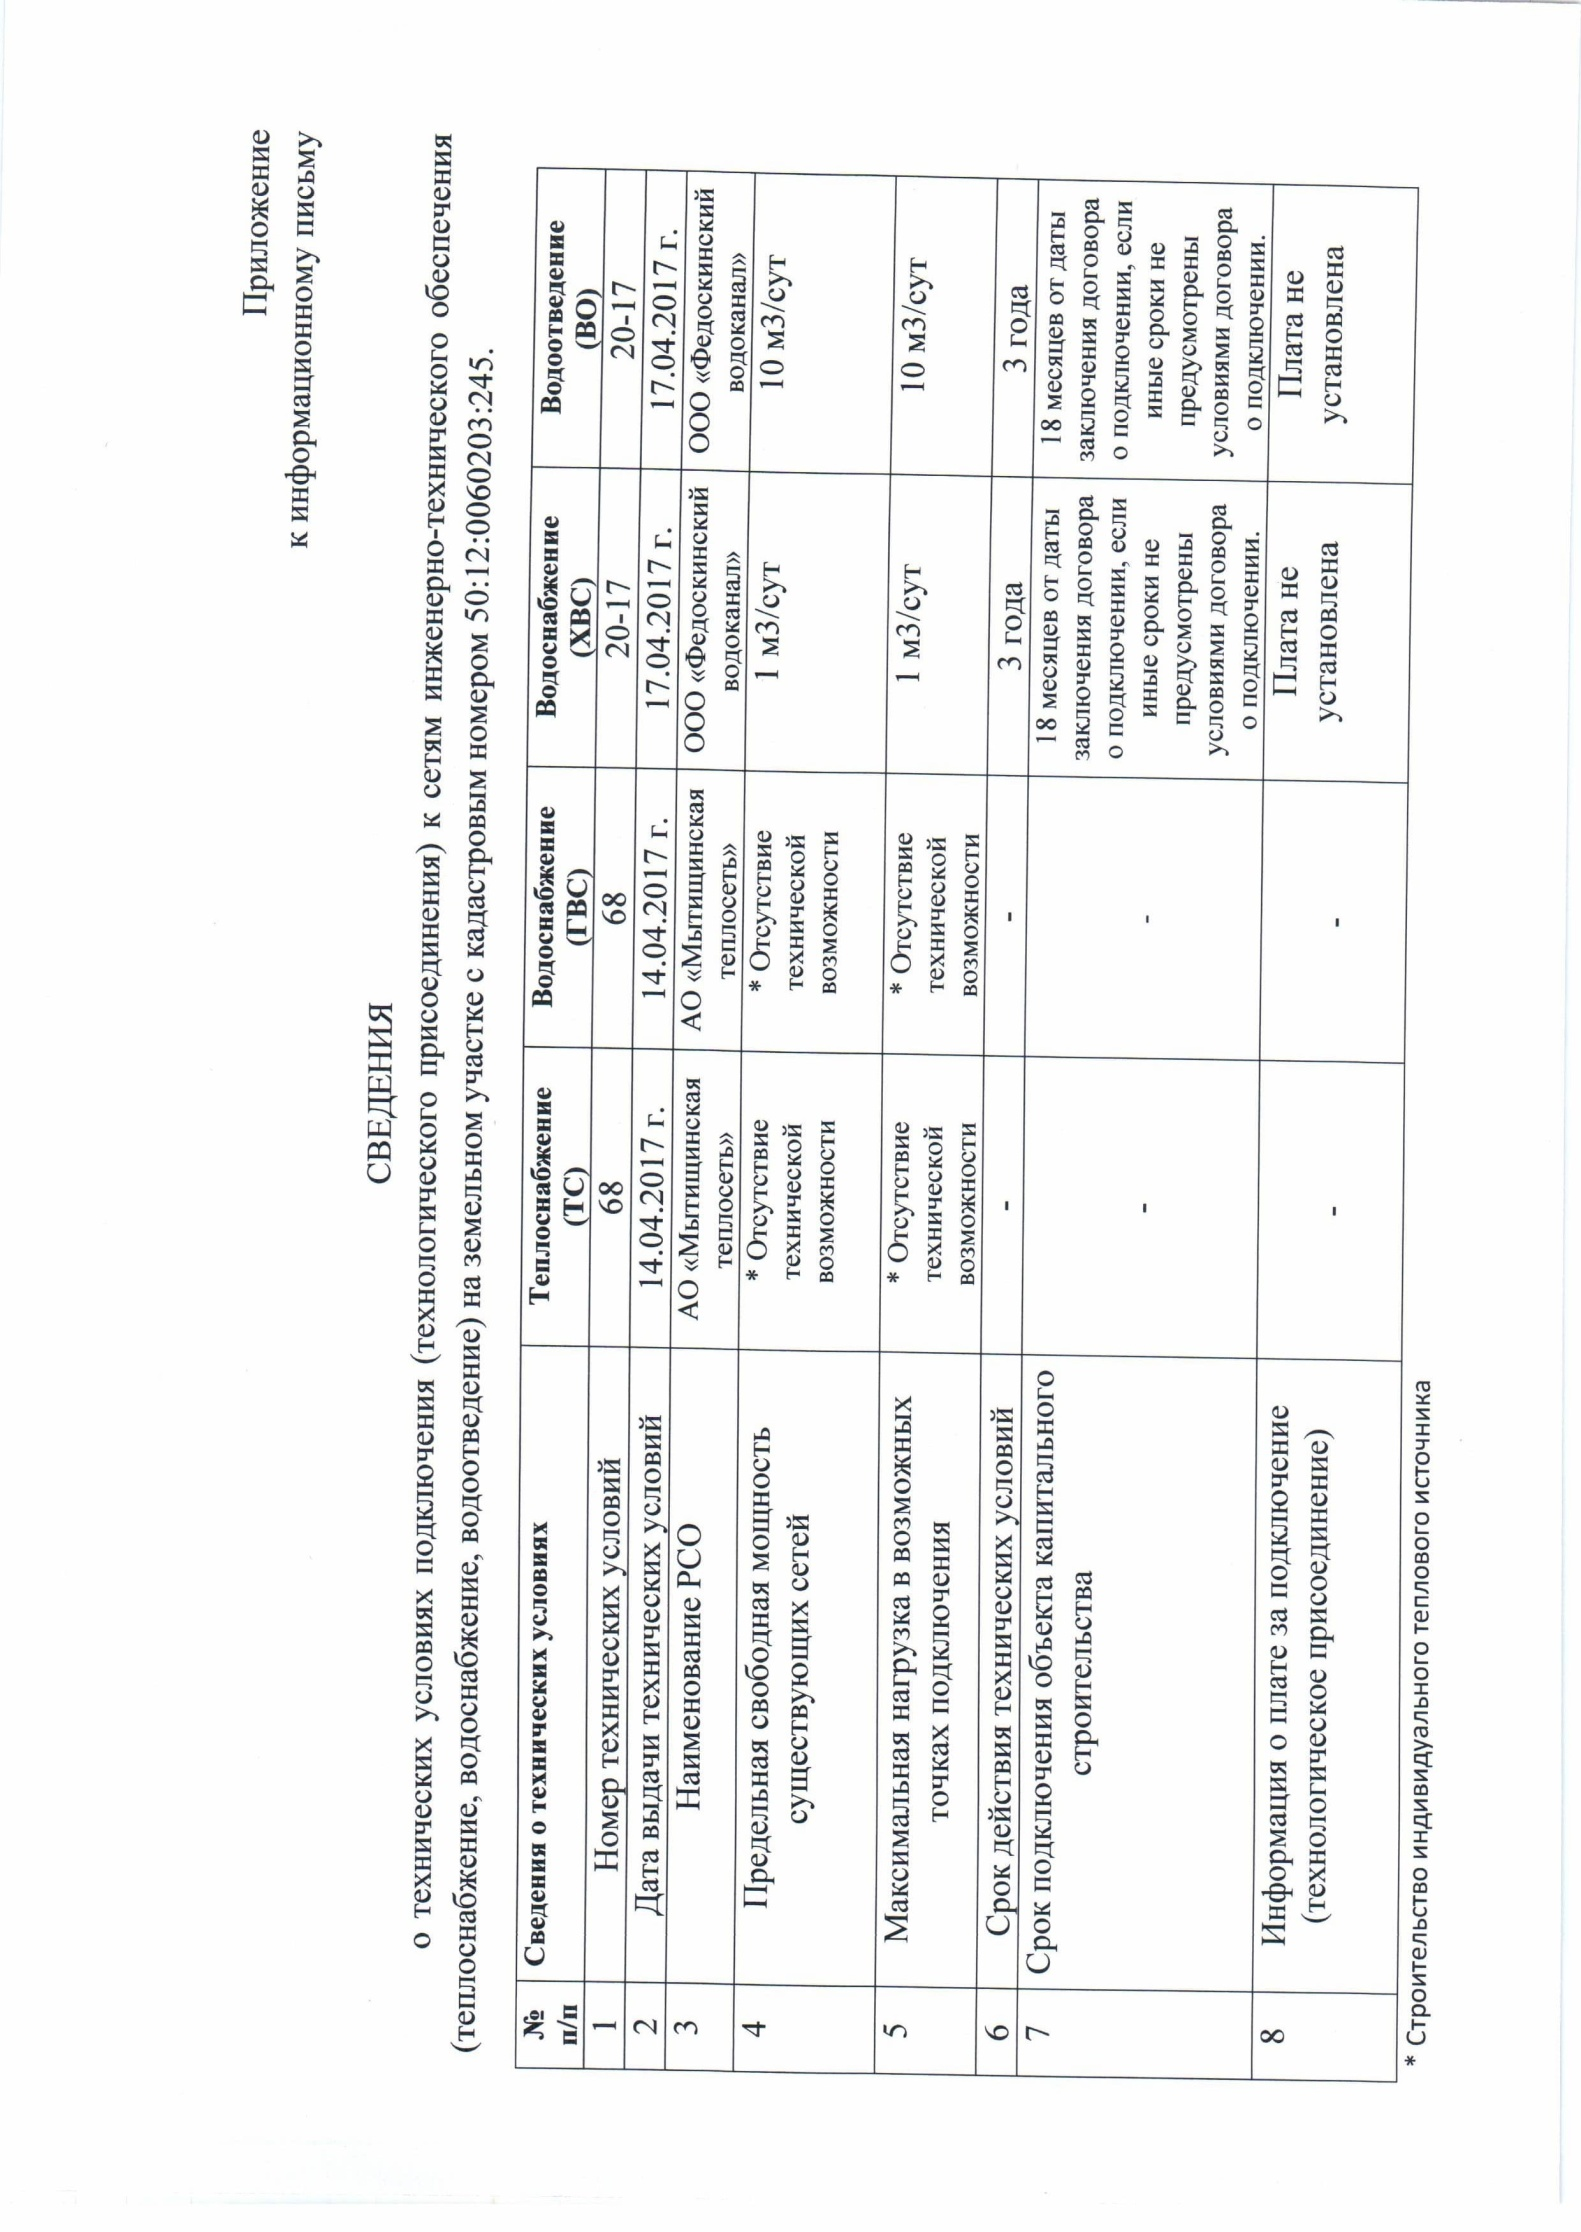 Приложение
к информационному письму
СВЕДЕНИЯ
о технических условиях подключения (технологического присоединения) к сетям инженерно-технического обеспечения
(теплоснабжение, водоснабжение, водоотведение) на земельном участке с кадастровым номером 50:12:0060203:245.
№
п/п
Сведения о технических условиях
Теплоснабжение
(ТС)
Водоснабжение
(ГВС)
Водоснабжение
(ХВС)
Водоотведение
(ВО)
1
Номер технических условий
68
68
20-17
20-17
2
Дата выдачи технических условий
14.04.2017 г.
14.04.2017 г.
17.04.2017 г.
17.04.2017 г.
3
Наименование РСО
АО «Мытищинская
теплосеть»
АО «Мытищинская
теплосеть»
ООО «Федоскинский
водоканал»
ООО «Федоскинский
водоканал»
4
Предельная свободная мощность
существующих сетей
* Отсутствие
технической
возможности
* Отсутствие
технической
возможности
1 м3/сут
10 м3/сут
5
Максимальная нагрузка в возможных
точках подключения
* Отсутствие
технической
возможности
* Отсутствие
технической
возможности
1 м3/сут
10 м3/сут
6
Срок действия технических условий
-
-
3 года
3 года
7
Срок подключения объекта капитального
строительства
-
-
18 месяцев от даты
заключения договора
о подключении, если
иные сроки не
предусмотрены
условиями договора
о подключении.
18 месяцев от даты
заключения договора
о подключении, если
иные сроки не
предусмотрены
условиями договора
о подключении.
8
Информация о плате за подключение
(технологическое присоединение)
-
-
Плата не
установлена
Плата не
установлена
* Строительство индивидуального теплового источника